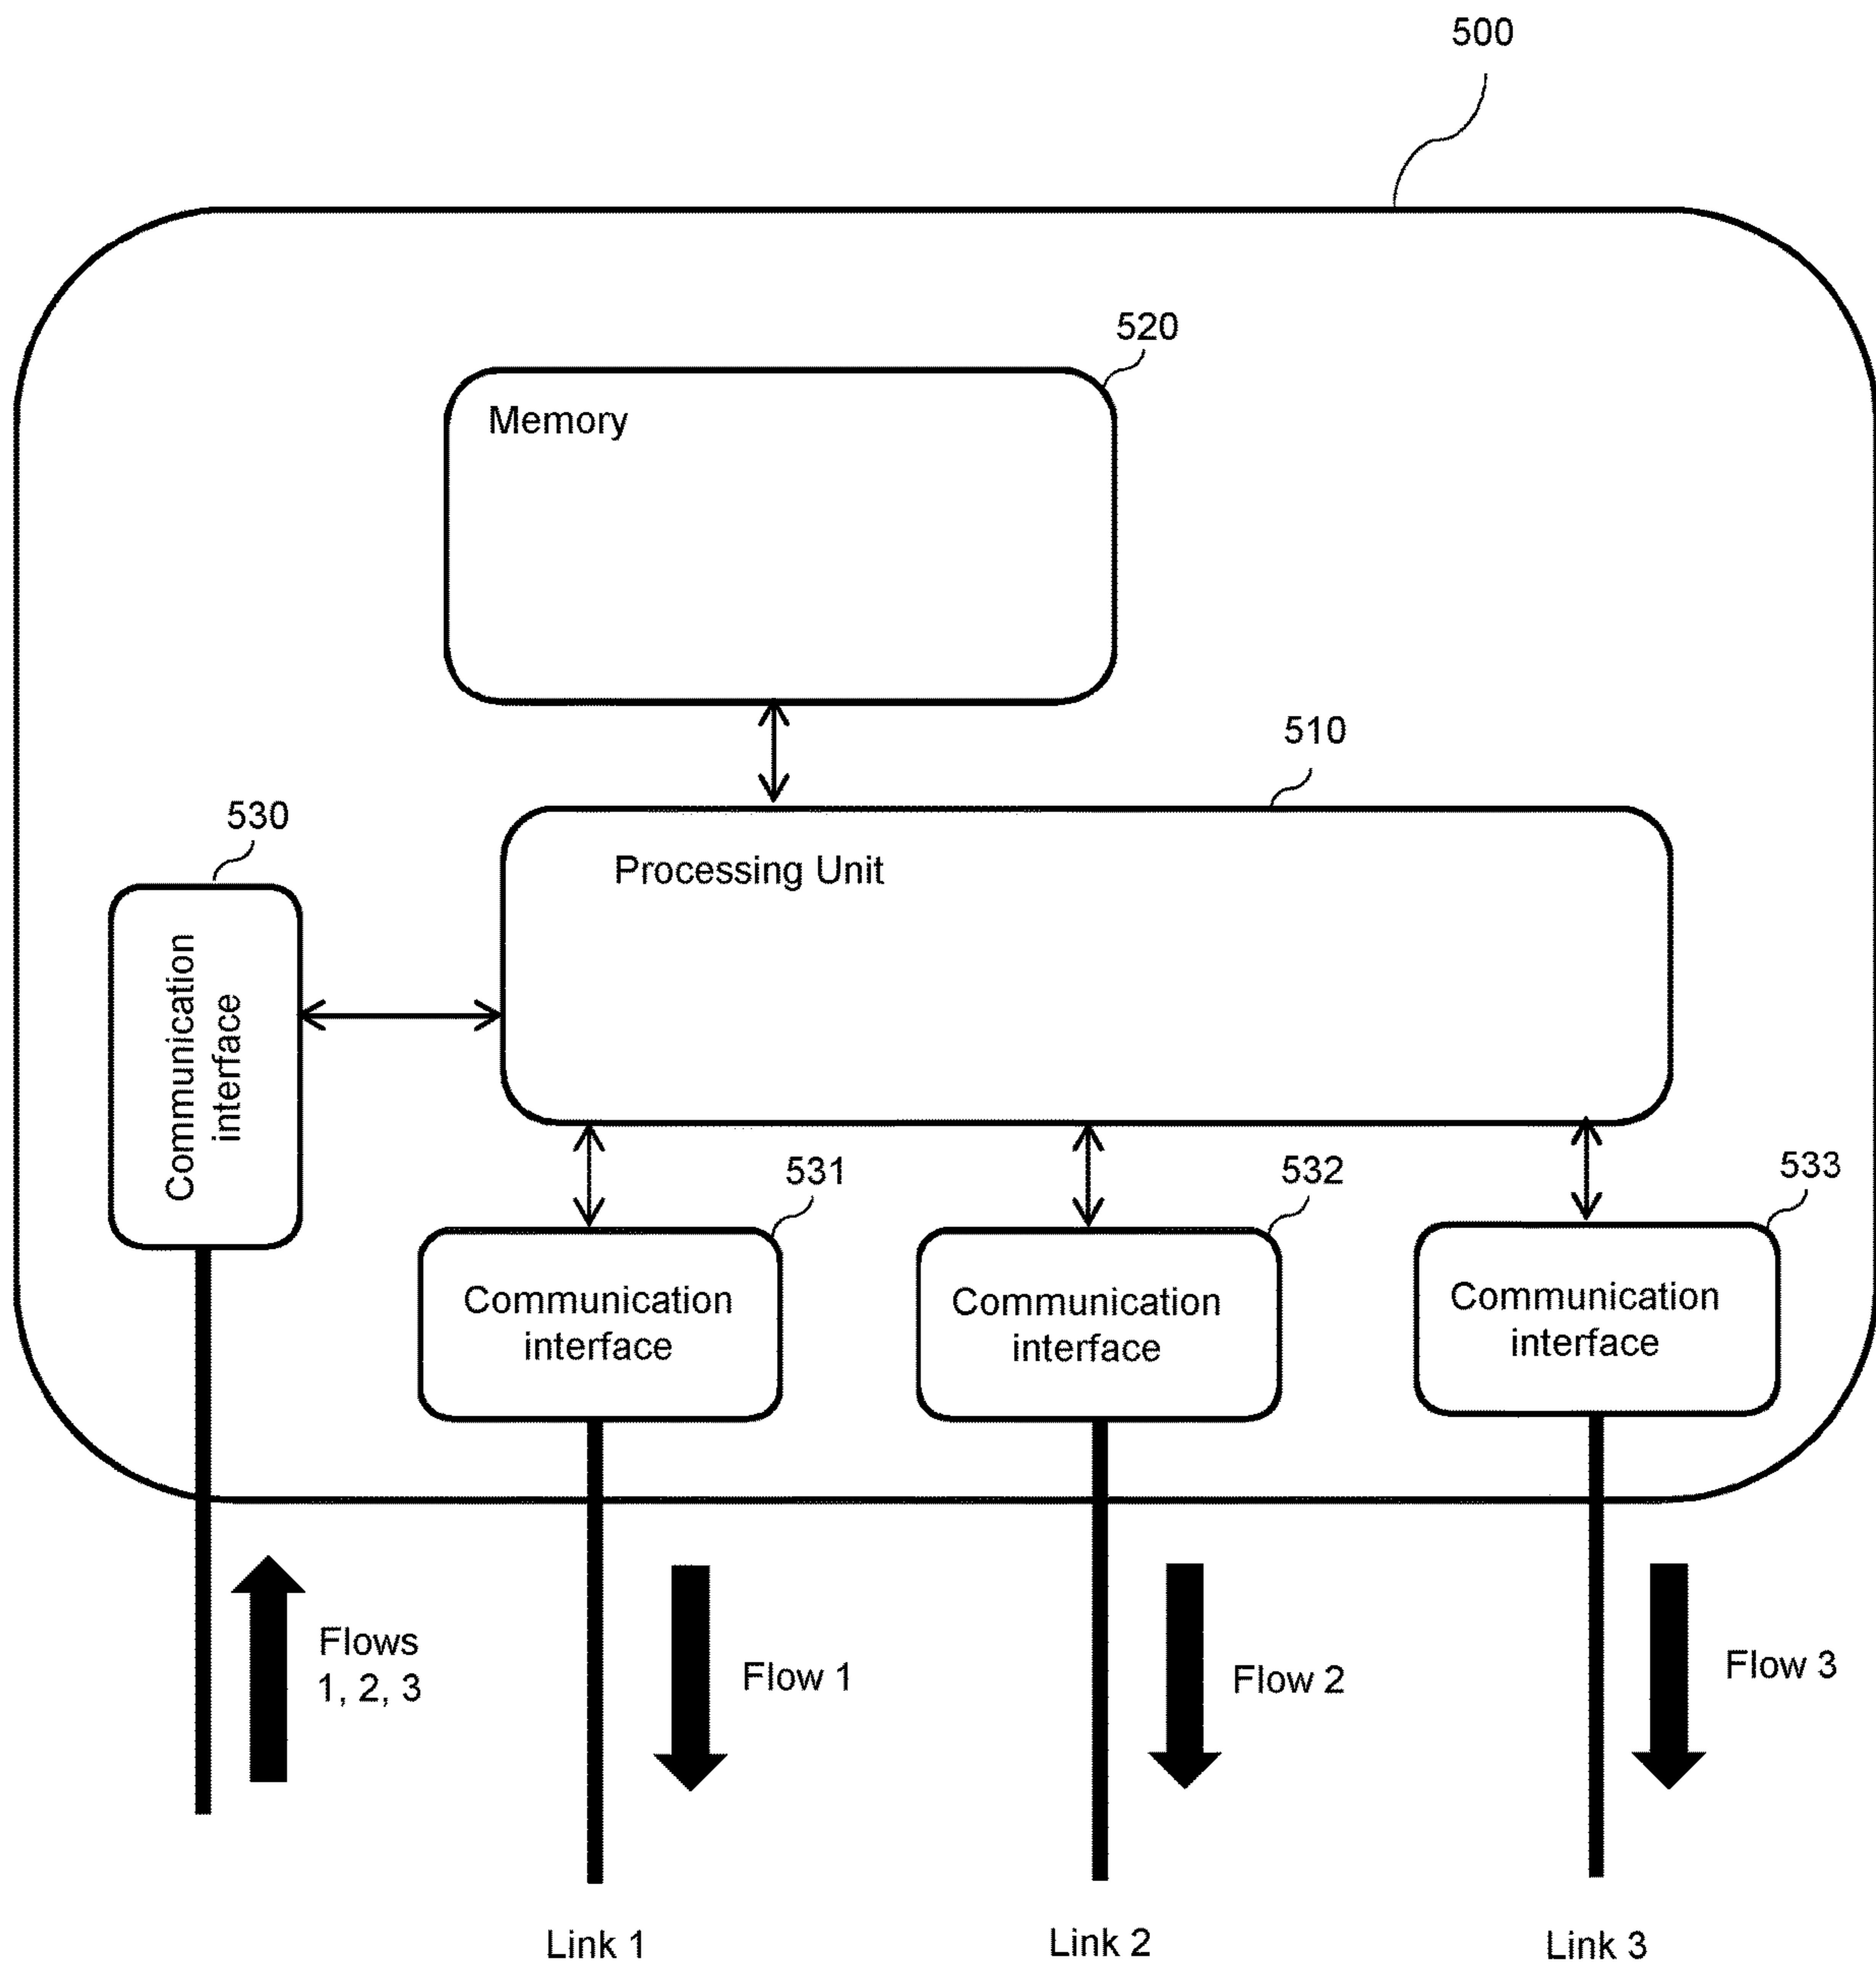 500
520
Memory
510
530
Processing Unit
Communication
interface
531
532
533
Communication
interface
Communication
interface
Communication
interface
Flows
1, 2, 3
Flow 1
Flow 2
Flow 3
Link 1
Link 2
Link 3